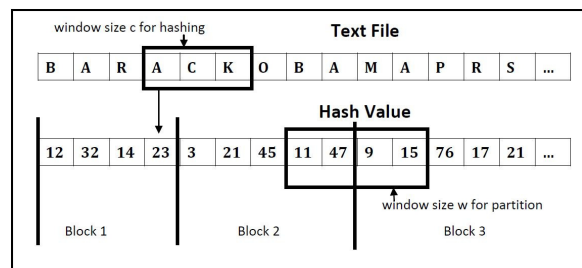 window size c for hashing
Text File
B A R A C K O B A M A P R S ...
Hash Value
12 32 14 23 3 21 45 11 47 9 15 76 17 21 ...
window size w for partition
Block 1 Block 2 Block 3